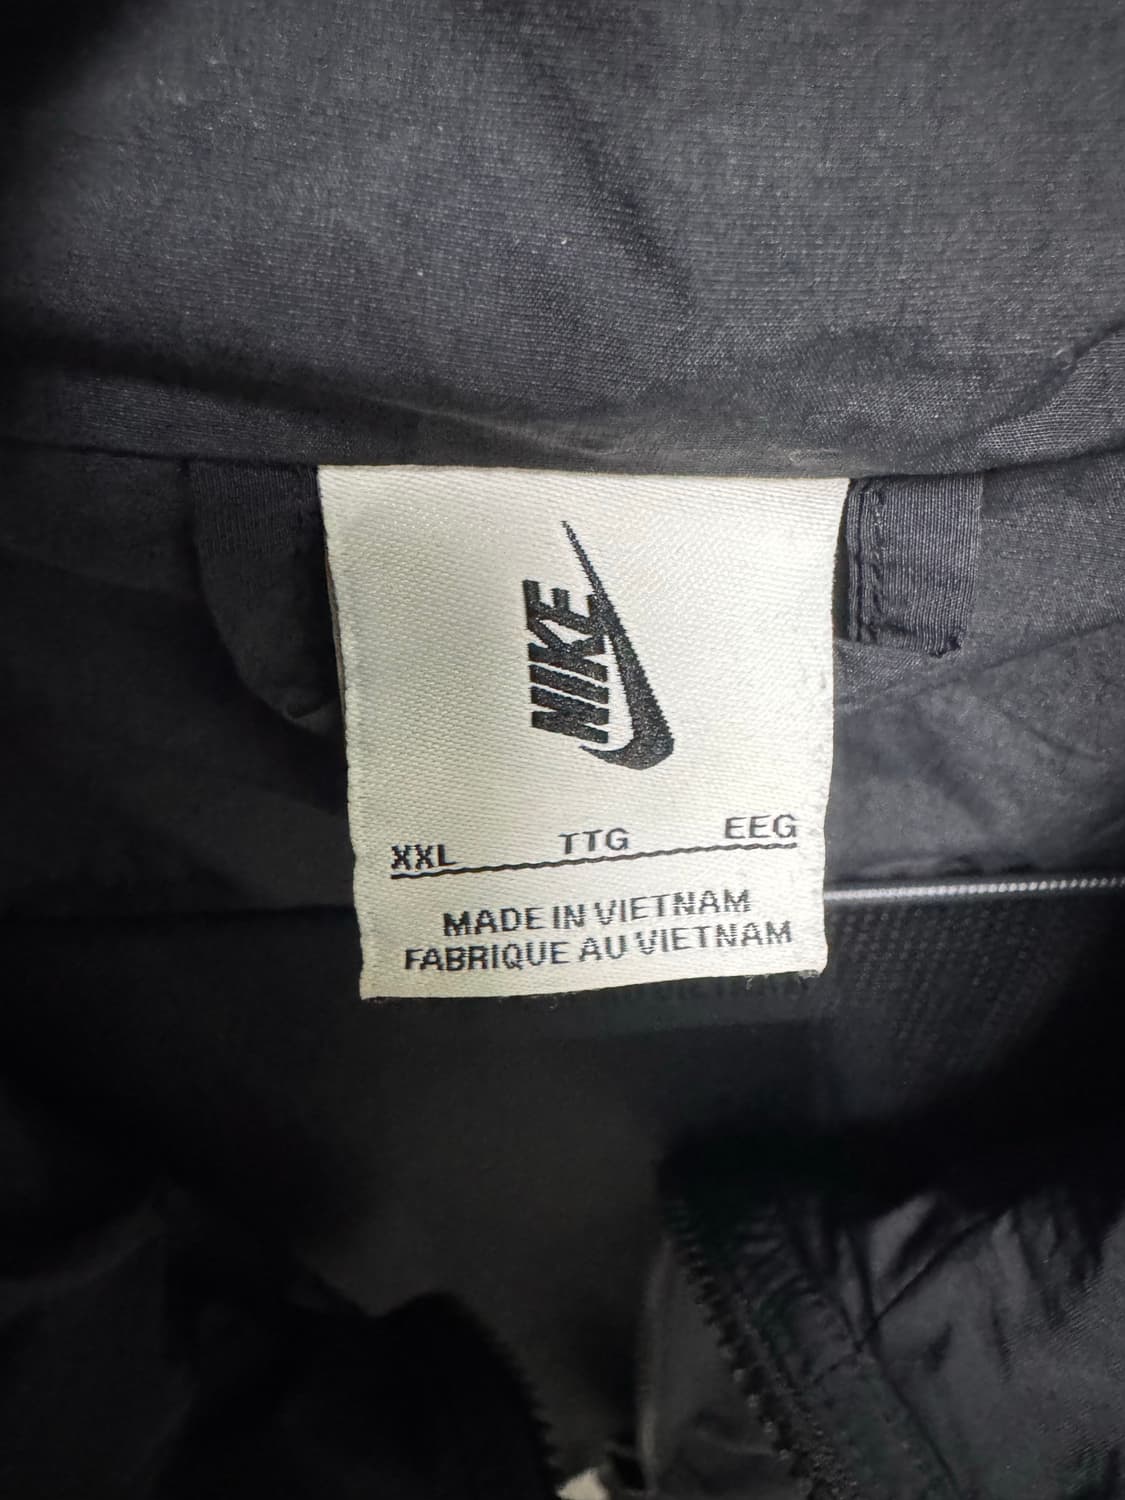 NIKE
XXL TTG EEG
MADE IN VIETNAM
FABRIQUE AU VIETNAM